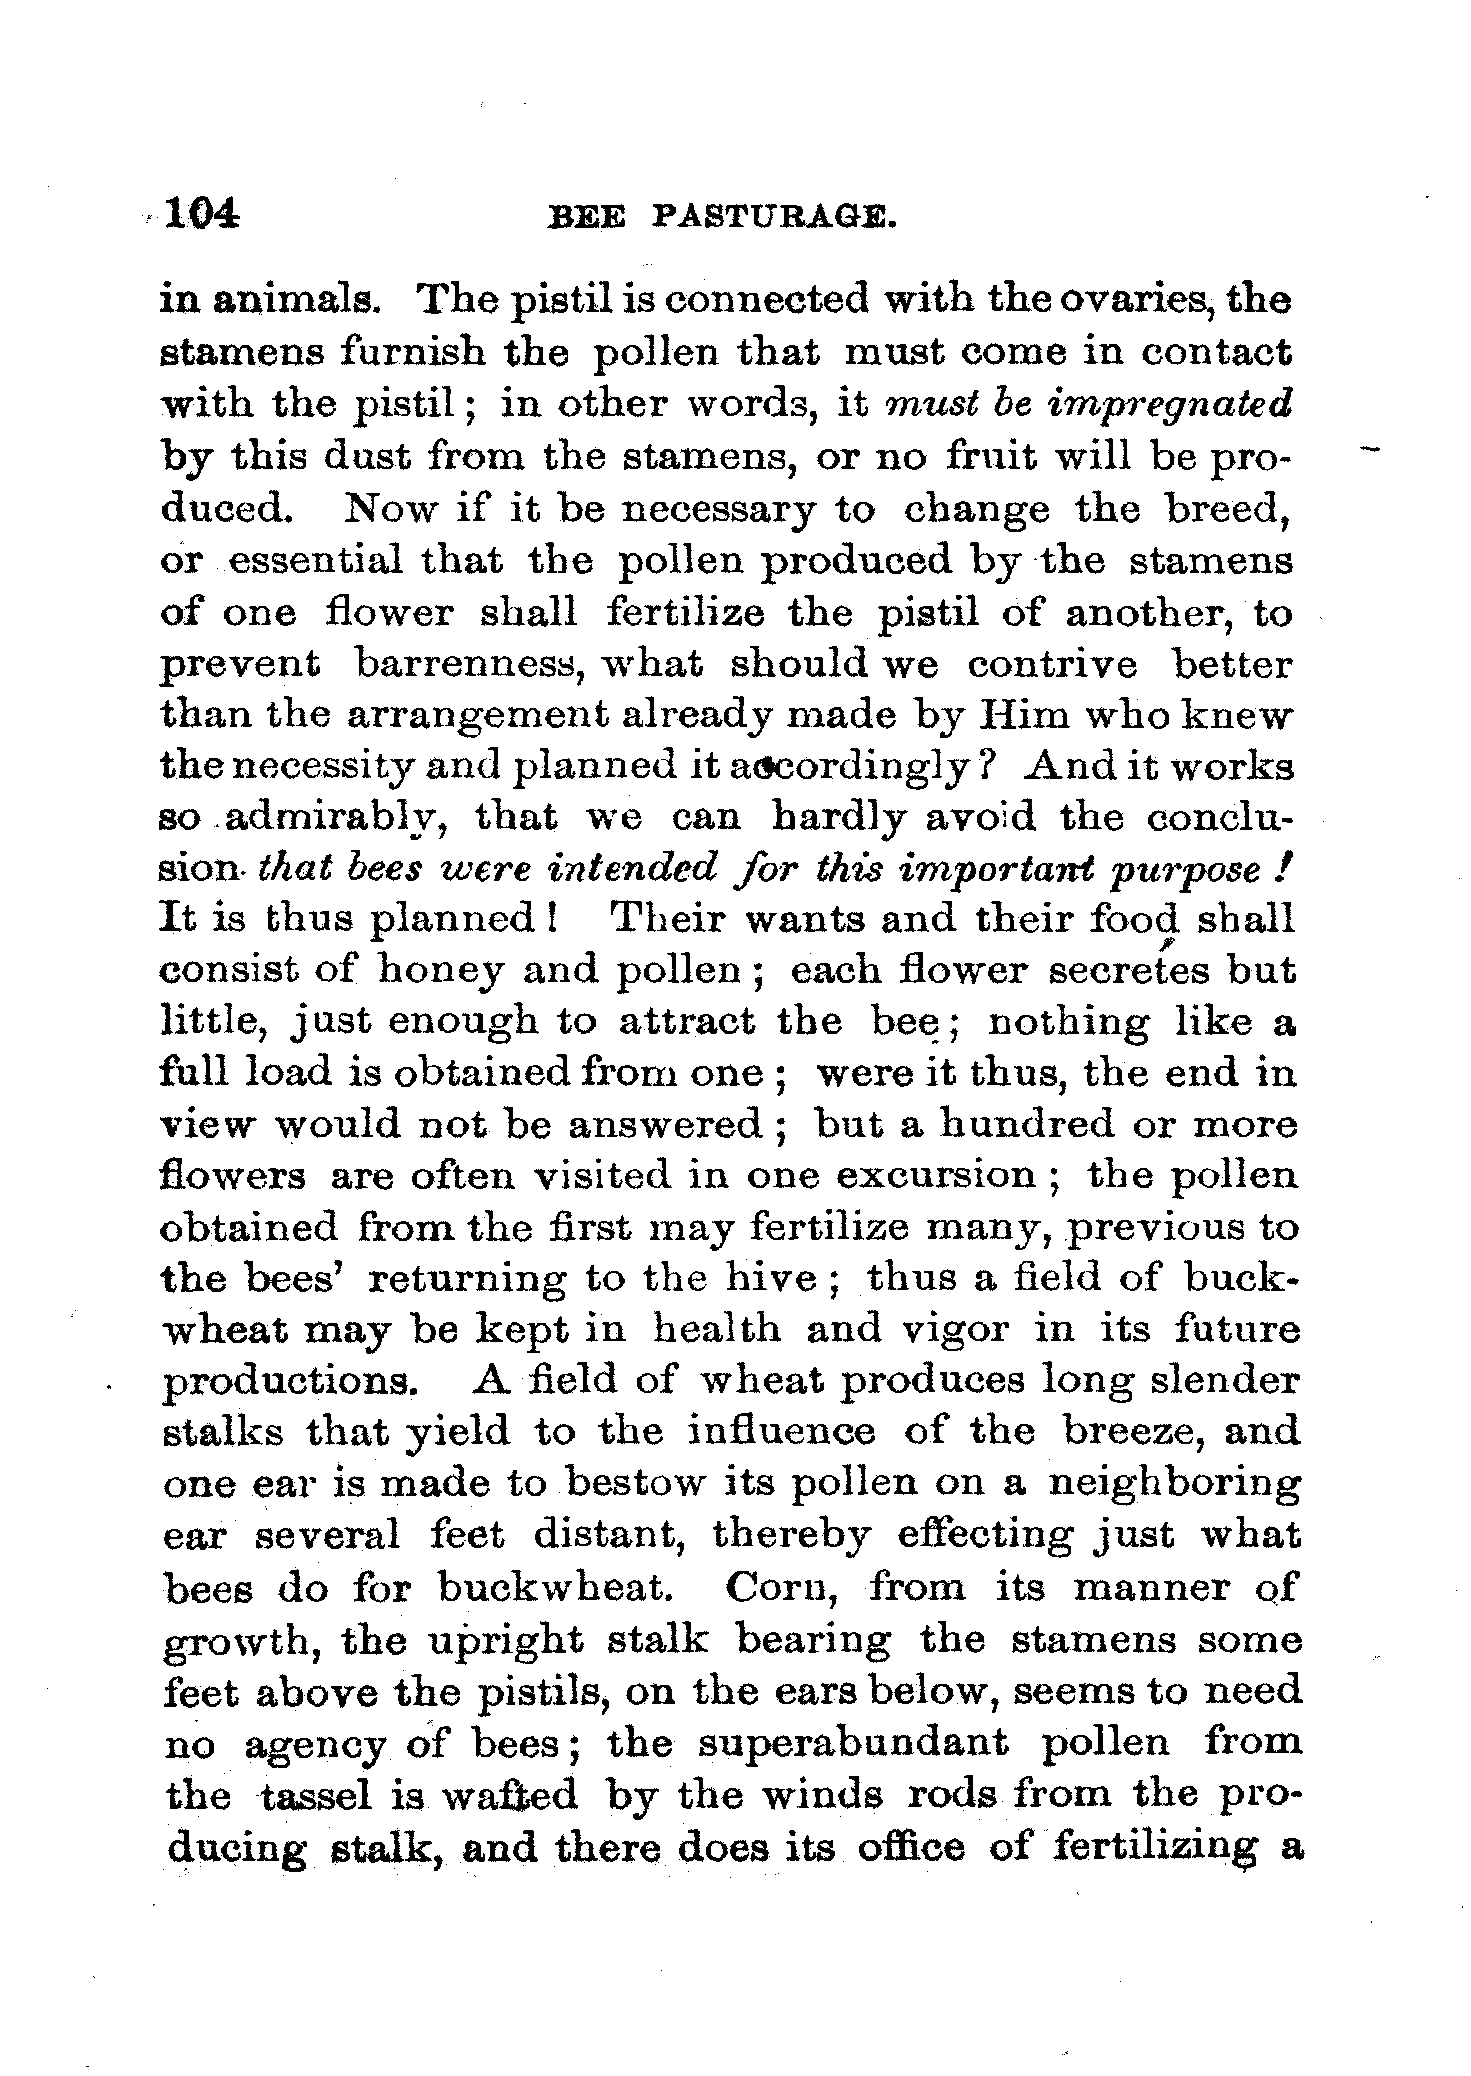 104 BEE PASTURAGE.
in animals. The pistil is connected with the ovaries, the
stamens furnish the pollen that must come in contact
with the pistil; in other words, it must be impregnated
by this dust from the stamens, or no fruit will be pro-
duced. Now if it be necessary to change the breed,
or essential that the pollen produced by the stamens
of one flower shall fertilize the pistil of another, to
prevent barrenness, what should we contrive better
than the arrangement already made by Him who knew
the necessity and planned it accordingly? And it works
so admirably, that we can hardly avoid the conclu-
sion that bees were intended for this important purpose!
It is thus planned! Their wants and their food shall
consist of honey and pollen; each flower secretes but
little, just enough to attract the bee; nothing like a
full load is obtained from one; were it thus, the end in
view would not be answered; but a hundred or more
flowers are often visited in one excursion; the pollen
obtained from the first may fertilize many, previous to
the bees' returning to the hive; thus a field of buck-
wheat may be kept in health and vigor in its future
productions. A field of wheat produces long slender
stalks that yield to the influence of the breeze, and
one ear is made to bestow its pollen on a neighboring
ear several feet distant, thereby effecting just what
bees do for buckwheat. Corn, from its manner of
growth, the upright stalk bearing the stamens some
feet above the pistils, on the ears below, seems to need
no agency of bees; the superabundant pollen from
the tassel is wafted by the winds rods from the pro-
ducing stalk, and there does its office of fertilizing a